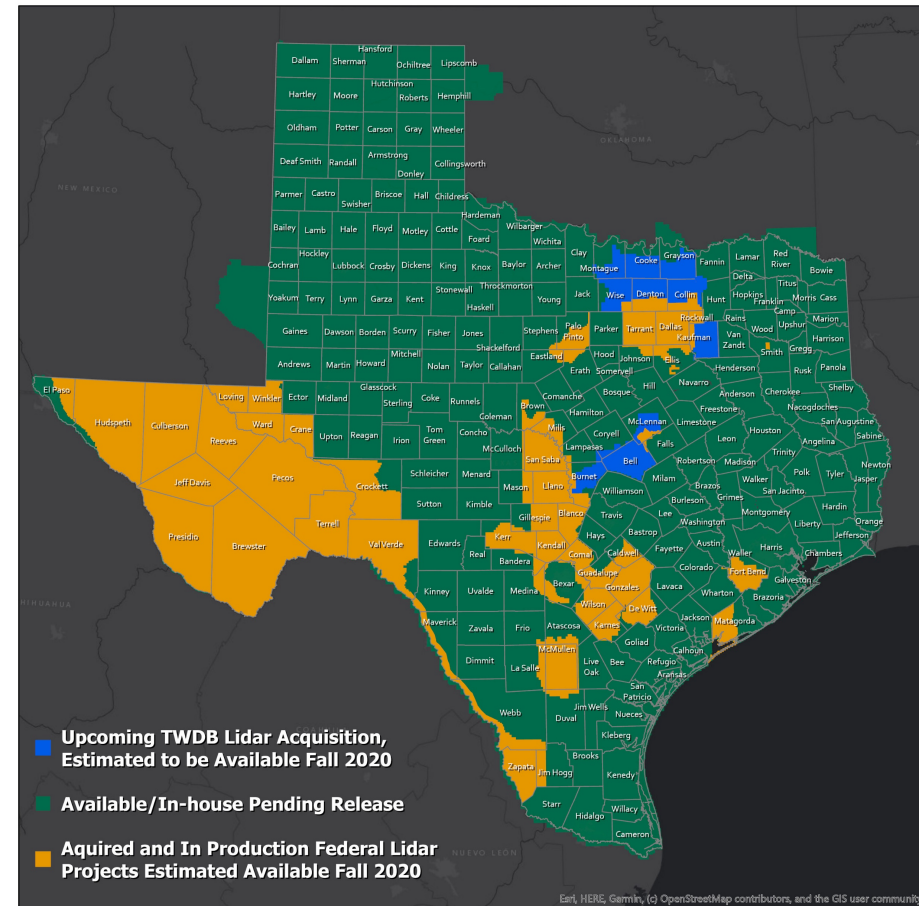 Hansford
Dallam
Sherman
Ochiltree
Lipscomb
Hutchinson
Hartley
Moore
Roberts
Hemphill
Oldham
Potter
Carson
Gray
Wheeler
OKLAHOMA
Deaf Smith
Randall
Armstrong
Donley
Collingsworth
NEW MEXICO
Parmer
Castro
Swisher
Briscoe
Hall
Childress
Hardeman
Bailey
Lamb
Hale
Floyd
Motley
Cottle
Foard
Wilbarger
Wichita
Clay
Montague
Cooke
Grayson
Fannin
Lamar
Red
River
Bowie
Cochran
Hockley
Lubbock
Crosby
Dickens
King
Knox
Baylor
Archer
Delta
Titus
Yoakum
Terry
Lynn
Garza
Kent
Stonewall
Haskell
Throckmorton
Young
Jack
Wise
Denton
Collin
Hunt
Hopkins
Franklin
Morris
Cass
Camp
Gaines
Dawson
Borden
Scurry
Fisher
Jones
Shackelford
Stephens
Palo
Pinto
Parker
Tarrant
Dallas
Rockwall
Kaufman
Rains
Wood
Upshur
Marion
Van
Zandt
Harrison
Andrews
Martin
Howard
Mitchell
Nolan
Taylor
Callahan
Eastland
Erath
Hood
Somervell
Johnson
Ellis
Smith
Gregg
Henderson
Rusk
Panola
El Paso
Hudspeth
Culberson
Reeves
Loving
Winkler
Ward
Crane
Ector
Midland
Glasscock
Sterling
Coke
Runnels
Coleman
Brown
Comanche
Bosque
Hill
Navarro
Anderson
Cherokee
Shelby
Hamilton
Freestone
Nacogdoches
Upton
Reagan
Irion
Tom
Green
Concho
McCulloch
Mills
Lampasas
Coryell
McLennan
Limestone
Falls
Leon
Houston
San Augustine
Angelina
Sabine
Jeff Davis
Pecos
Crockett
Schleicher
Menard
Mason
San Saba
Llano
Burnet
Bell
Milam
Robertson
Madison
Trinity
Walker
Polk
Tyler
Newton
Jasper
Brazos
Grimes
San Jacinto
Presidio
Brewster
Terrell
Val Verde
Sutton
Kimble
Gillespie
Blanco
Travis
Williamson
Burleson
Lee
Washington
Montgomery
Hardin
Liberty
Orange
Edwards
Real
Kerr
Kendall
Comal
Hays
Caldwell
Bastrop
Fayette
Austin
Waller
Harris
Jefferson
Chambers
Bandera
Guadalupe
Gonzales
Colorado
Fort Bend
Galveston
Kinney
Uvalde
Medina
Bexar
Wilson
De Witt
Lavaca
Wharton
Brazoria
Maverick
Zavala
Frio
Atascosa
Karnes
Goliad
Victoria
Jackson
Matagorda
Calhoun
Dimmit
La Salle
McMullen
Live
Oak
Bee
Refugio
Aransas
San
Patricio
Webb
Duval
Jim Wells
Nueces
Kleberg
Zapata
Jim Hogg
Brooks
Kenedy
Starr
Hidalgo
Willacy
Cameron
NUEVO LEÓN
Upcoming TWDB Lidar Acquisition,
Estimated to be Available Fall 2020
Available/In-house Pending Release
Aquired and In Production Federal Lidar
Projects Estimated Available Fall 2020
Esri, HERE, Garmin, (c) OpenStreetMap contributors, and the GIS user community